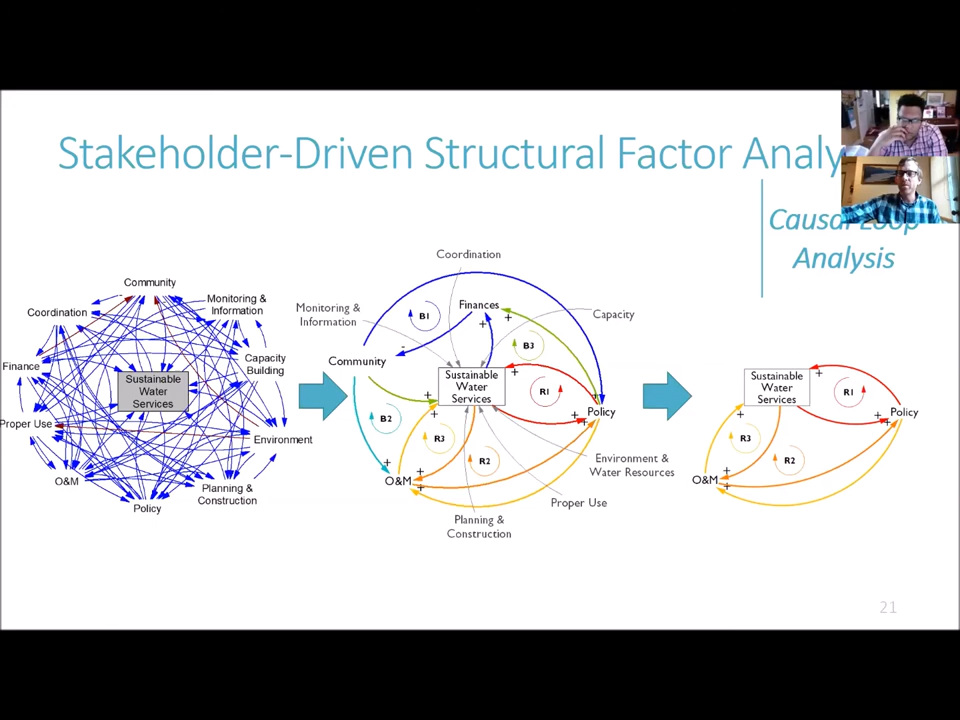 Stakeholder-Driven Structural Factor Analy
Causal Loop
Analysis
Community
Coordination
Monitoring &
Information
Finance
Capacity
Building
Sustainable
Water
Services
Proper Use
Environment
O&M
Planning &
Construction
Policy
Coordination
Monitoring &
Information
Finances
Capacity
B1
+
+
-
B3
Community
Sustainable
Water
Services
+
R1
+
+
+
+
Policy
+
B2
R3
R2
+
+
+
O&M
+
Environment &
Water Resources
Proper Use
Planning &
Construction
Sustainable
Water
Services
+
R1
+
Policy
+
+
R3
R2
+
O&M
+
21